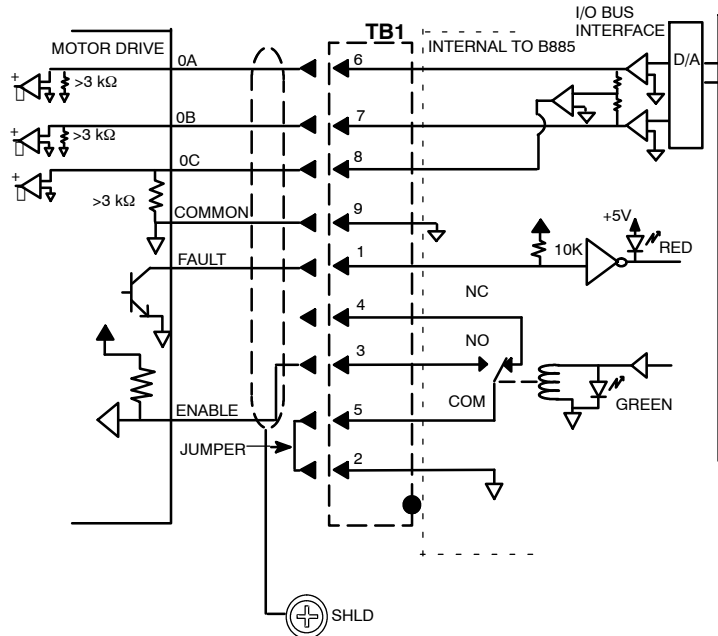 I/O BUS
INTERFACE
TB1
INTERNAL TO B885
MOTOR DRIVE
0A
6
D/A
+
>3 kΩ
0B
7
+
>3 kΩ
0C
8
+
>3 kΩ
COMMON
9
+5V
FAULT
1
10K
RED
NC
4
NO
3
COM
ENABLE
5
GREEN
JUMPER
2
SHLD